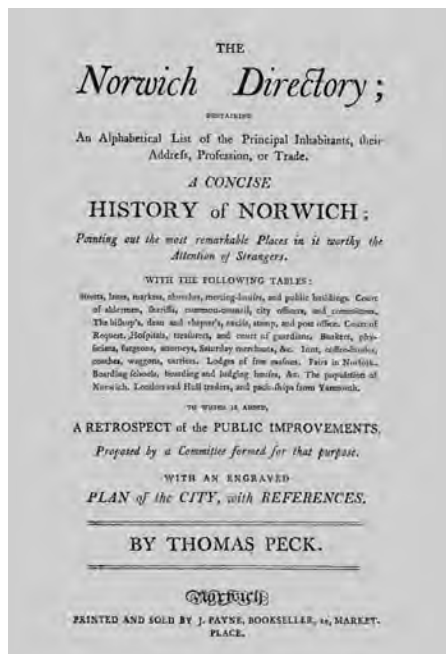 THE
Norwich Directory;
CONTAINING
An Alphabetical List of the Principal Inhabitants, their
Addreſs, Profession, or Trade.
A CONCISE
HISTORY of NORWICH;
Pointing out the most remarkable Places in it worthy the
Attention of Strangers.
WITH THE FOLLOWING TABLES:
Streets, lanes, markets, churches, meeting-houſes, and public buildings. Court
of aldermen, ſheriffs, common-council, city officers, and committees.
The biſhop's, dean and chapter's, exciſe, stamp, and post office. Court of
Request. Hoſpitals, treaſurers, and court of guardians. Bankers, phy-
ſicians, ſurgeons, attorneys, Saturday merchants, &c. Inns, coffee-houſes,
coaches, waggons, carriers. Lodges of free maſons. Fairs in Norfolk.
Boarding ſchools, boarding and lodging houſes, &c. The population of
Norwich. London and Hull traders, and pack-ſhips from Yarmouth.
TO WHICH IS ADDED,
A RETROSPECT of the PUBLIC IMPROVEMENTS,
Proposed by a Committee formed for that purpose.
WITH AN ENGRAVED
PLAN of the CITY, with REFERENCES.
BY THOMAS PECK.
Norwich
PRINTED AND SOLD BY J. PAYNE, BOOKSELLER, MARKET-
PLACE.